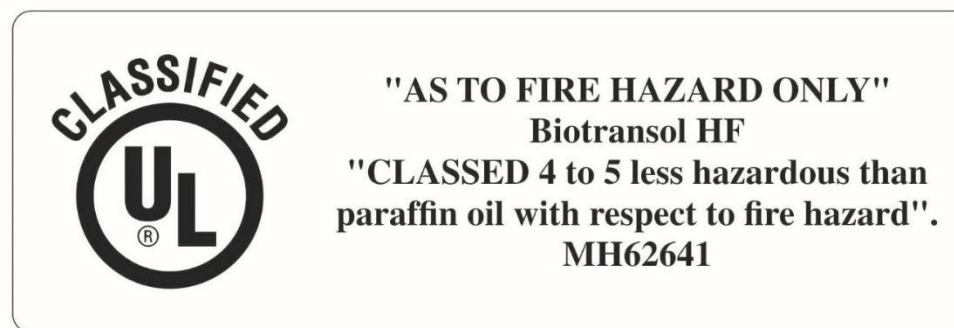 CLASSIFIED
UL
®
"AS TO FIRE HAZARD ONLY"
Biotransol HF
"CLASSED 4 to 5 less hazardous than
paraffin oil with respect to fire hazard".
MH62641